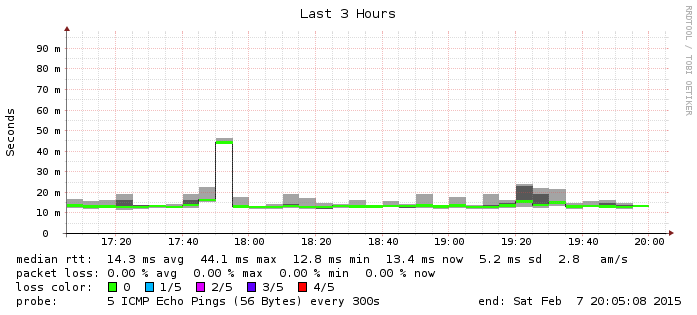 Last 3 Hours
RRDTOOL / TOBI OETIKER
Seconds
90 m
80 m
70 m
60 m
50 m
40 m
30 m
20 m
10 m
0
17:20 17:40 18:00 18:20 18:40 19:00 19:20 19:40 20:00
median rtt: 14.3 ms avg 44.1 ms max 12.8 ms min 13.4 ms now 5.2 ms sd 2.8 am/s
packet loss: 0.00 % avg 0.00 % max 0.00 % min 0.00 % now
loss color: 0 1/5 2/5 3/5 4/5
probe: 5 ICMP Echo Pings (56 Bytes) every 300s end: Sat Feb 7 20:05:08 2015